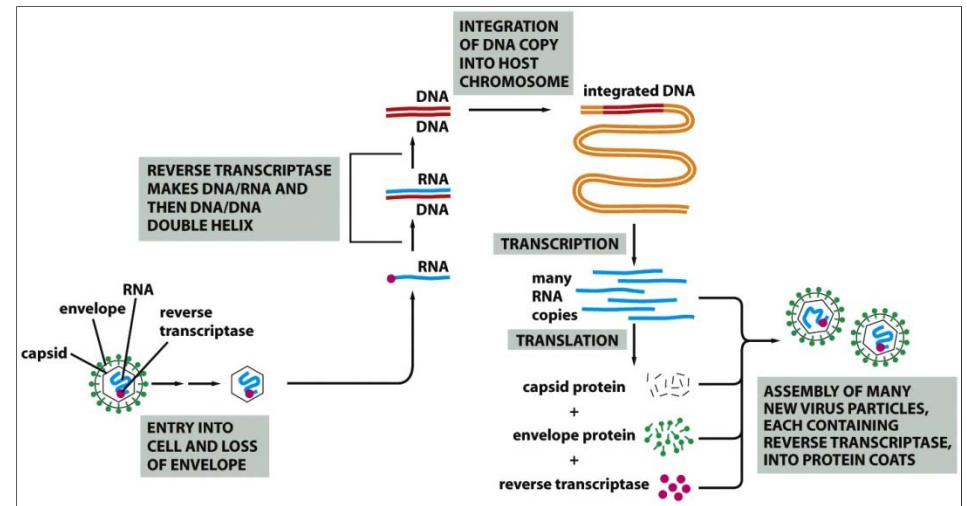 RNA
envelope
reverse
transcriptase
capsid
ENTRY INTO
CELL AND LOSS
OF ENVELOPE
REVERSE TRANSCRIPTASE
MAKES DNA/RNA AND
THEN DNA/DNA
DOUBLE HELIX
RNA
RNA
DNA
DNA
DNA
INTEGRATION
OF DNA COPY
INTO HOST
CHROMOSOME
integrated DNA
TRANSCRIPTION
many
RNA
copies
TRANSLATION
capsid protein
+
envelope protein
+
reverse transcriptase
ASSEMBLY OF MANY
NEW VIRUS PARTICLES,
EACH CONTAINING
REVERSE TRANSCRIPTASE,
INTO PROTEIN COATS